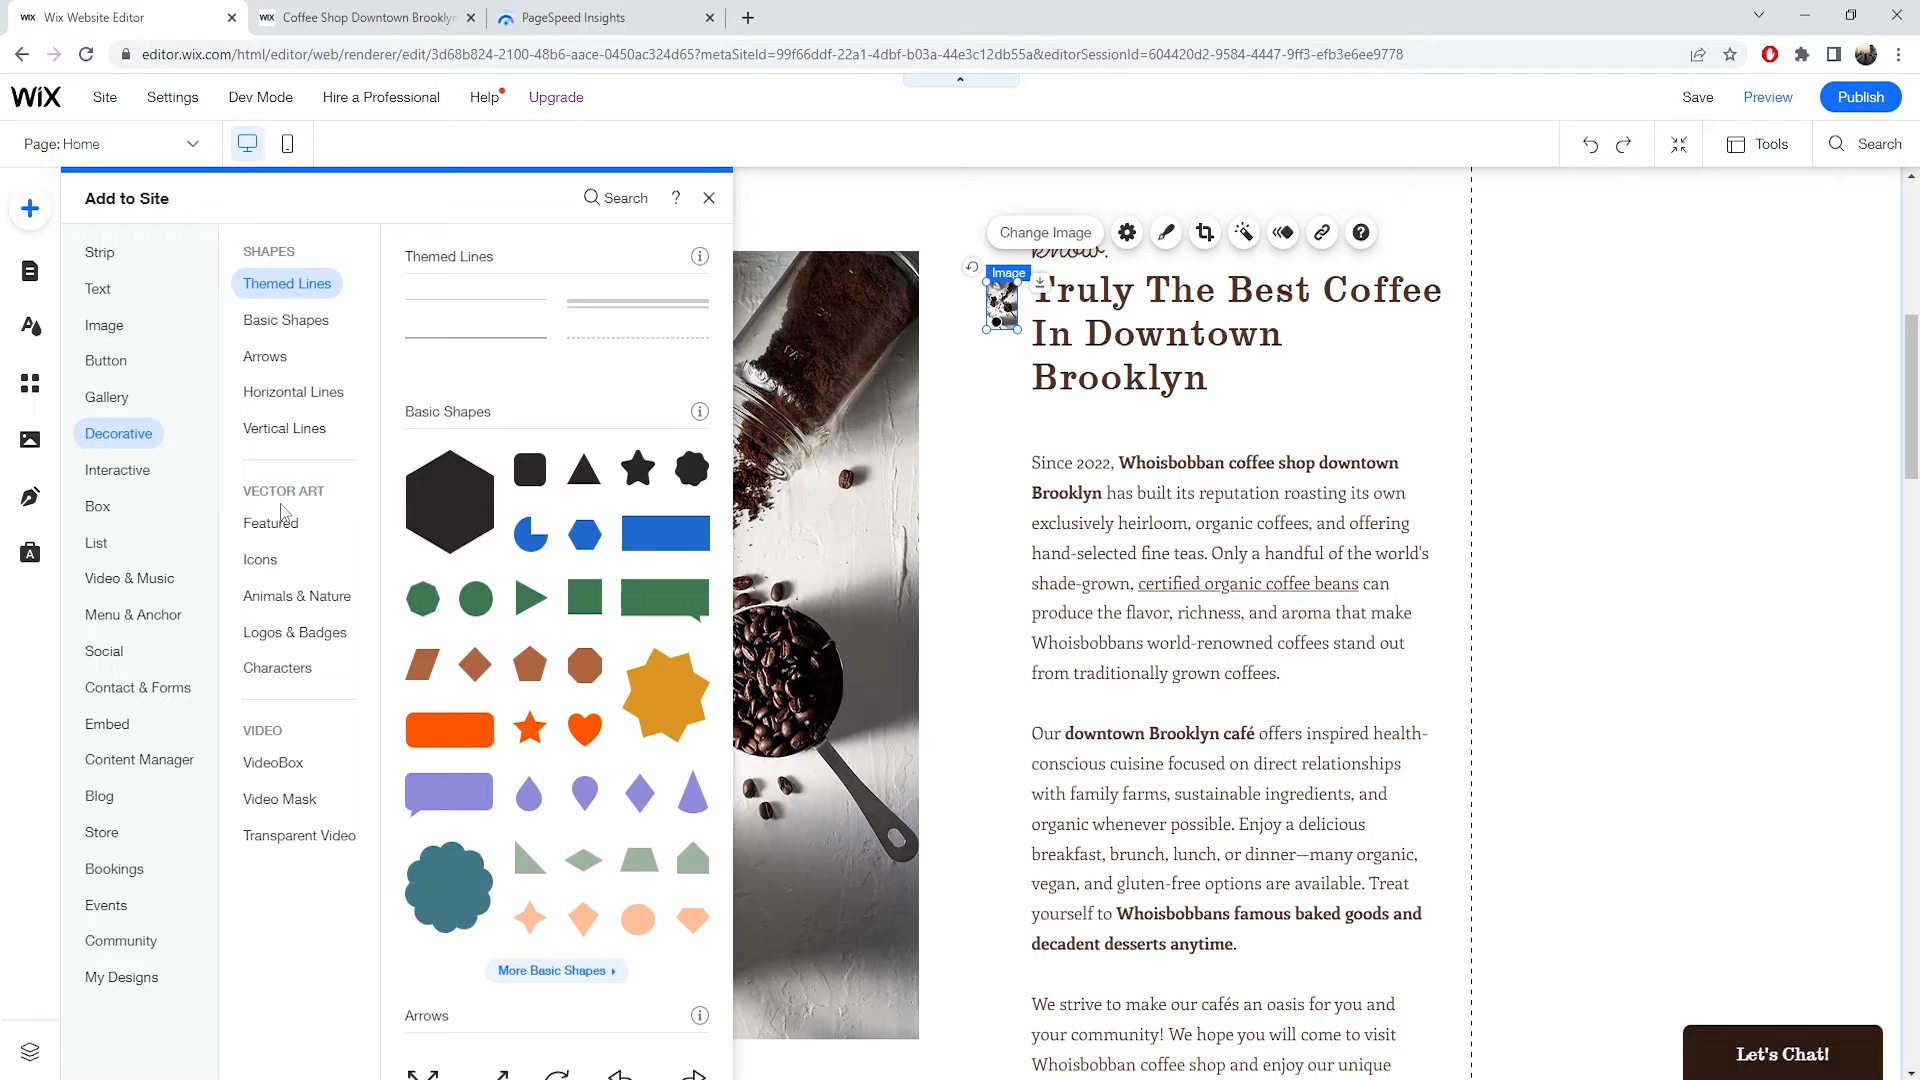 WiX Wix Website Editor
WiX Coffee Shop Downtown Brooklyn
PageSpeed Insights
editor.wix.com/html/editor/web/renderer/edit/3d68b824-2100-48b6-aace-0450ac324d65?metaSiteId=99f66ddf-22a1-4dbf-b03a-44e3c12db55a&editorSessionId=604420d2-9584-4447-9ff3-efb3e6ee9778
WiX
Site
Settings
Dev Mode
Hire a Professional
Help
Upgrade
Save
Preview
Publish
Page: Home
Tools
Search
Add to Site
Search
?
Strip
Text
Image
Button
Gallery
Decorative
Interactive
Box
List
Video & Music
Menu & Anchor
Social
Contact & Forms
Embed
Content Manager
Blog
Store
Bookings
Events
Community
My Designs
SHAPES
Themed Lines
Basic Shapes
Arrows
Horizontal Lines
Vertical Lines
VECTOR ART
Featured
Icons
Animals & Nature
Logos & Badges
Characters
VIDEO
VideoBox
Video Mask
Transparent Video
Themed Lines
Basic Shapes
More Basic Shapes
Arrows
Change Image
know.
Image
Truly The Best Coffee
In Downtown
Brooklyn
Since 2022, Whoisbobban coffee shop downtown
Brooklyn has built its reputation roasting its own
exclusively heirloom, organic coffees, and offering
hand-selected fine teas. Only a handful of the world's
shade-grown, certified organic coffee beans can
produce the flavor, richness, and aroma that make
Whoisbobbans world-renowned coffees stand out
from traditionally grown coffees.
Our downtown Brooklyn café offers inspired health-
conscious cuisine focused on direct relationships
with family farms, sustainable ingredients, and
organic whenever possible. Enjoy a delicious
breakfast, brunch, lunch, or dinner—many organic,
vegan, and gluten-free options are available. Treat
yourself to Whoisbobbans famous baked goods and
decadent desserts anytime.
We strive to make our cafés an oasis for you and
your community! We hope you will come to visit
Whoisbobban coffee shop and enjoy our unique
Let's Chat!